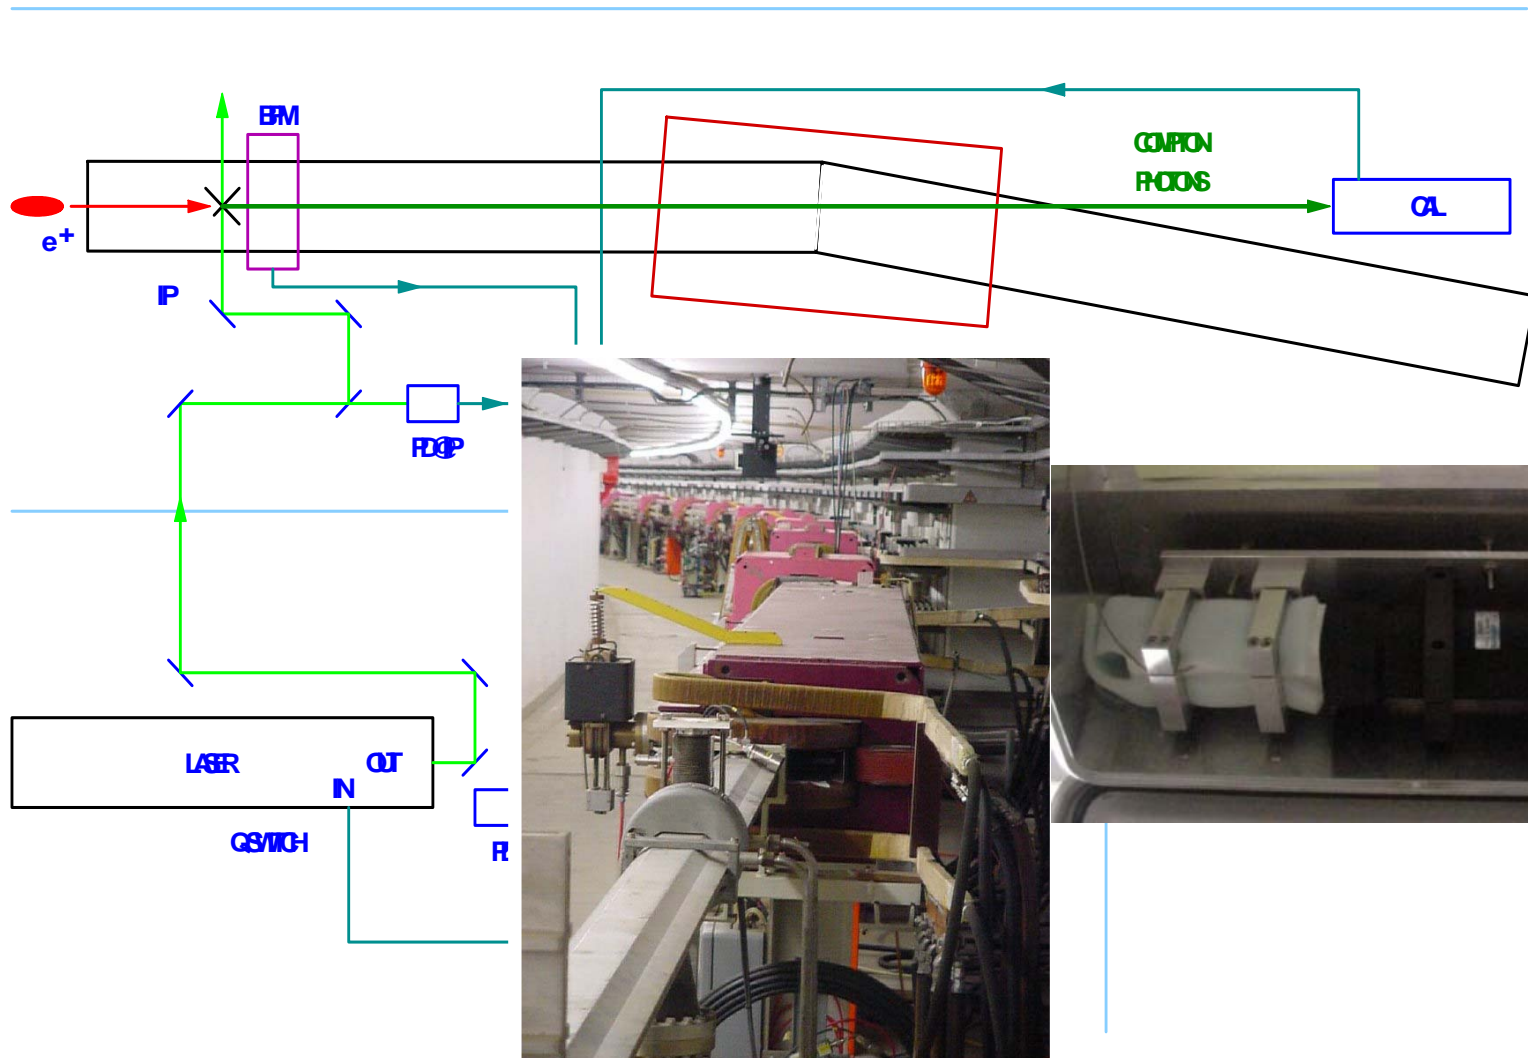 BPM
COMPTON
PHOTONS
CAL
e+
IP
PD@IP
LASER
OUT
IN
QSWITCH